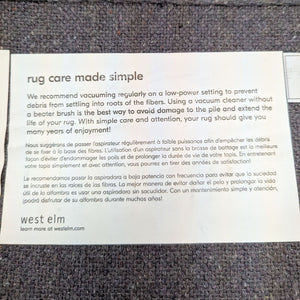 rug care made simple
We recommend vacuuming regularly on a low-power setting to prevent
debris from settling into roots of the fibers. Using a vacuum cleaner without
a beater brush is the best way to avoid damage to the pile and extend the
life of your rug. With simple care and attention, your rug should give you
many years of enjoyment!
Nous suggérons de passer l'aspirateur régulièrement à faible puissance afin d'empêcher les débris
de se fixer à la base des fibres. L'utilisation d'un aspirateur sans la brosse de battage est la meilleure
façon d'éviter d'endommager les poils et de prolonger la durée de vie de votre tapis. En entretenant
votre tapis simplement et avec attention, vous pourrez en tirer des années de satisfaction!
Le recomendamos pasar la aspiradora a baja potencia con frecuencia para evitar que la suciedad
se incruste en las raíces de las fibras. La mejor manera de evitar dañar el pelo y prolongar la vida
útil de la alfombra es usar una aspiradora sin sacudidor. Con un mantenimiento simple y atención,
¡podrá disfrutar de su alfombra durante muchos años!
west elm
learn more at westelm.com